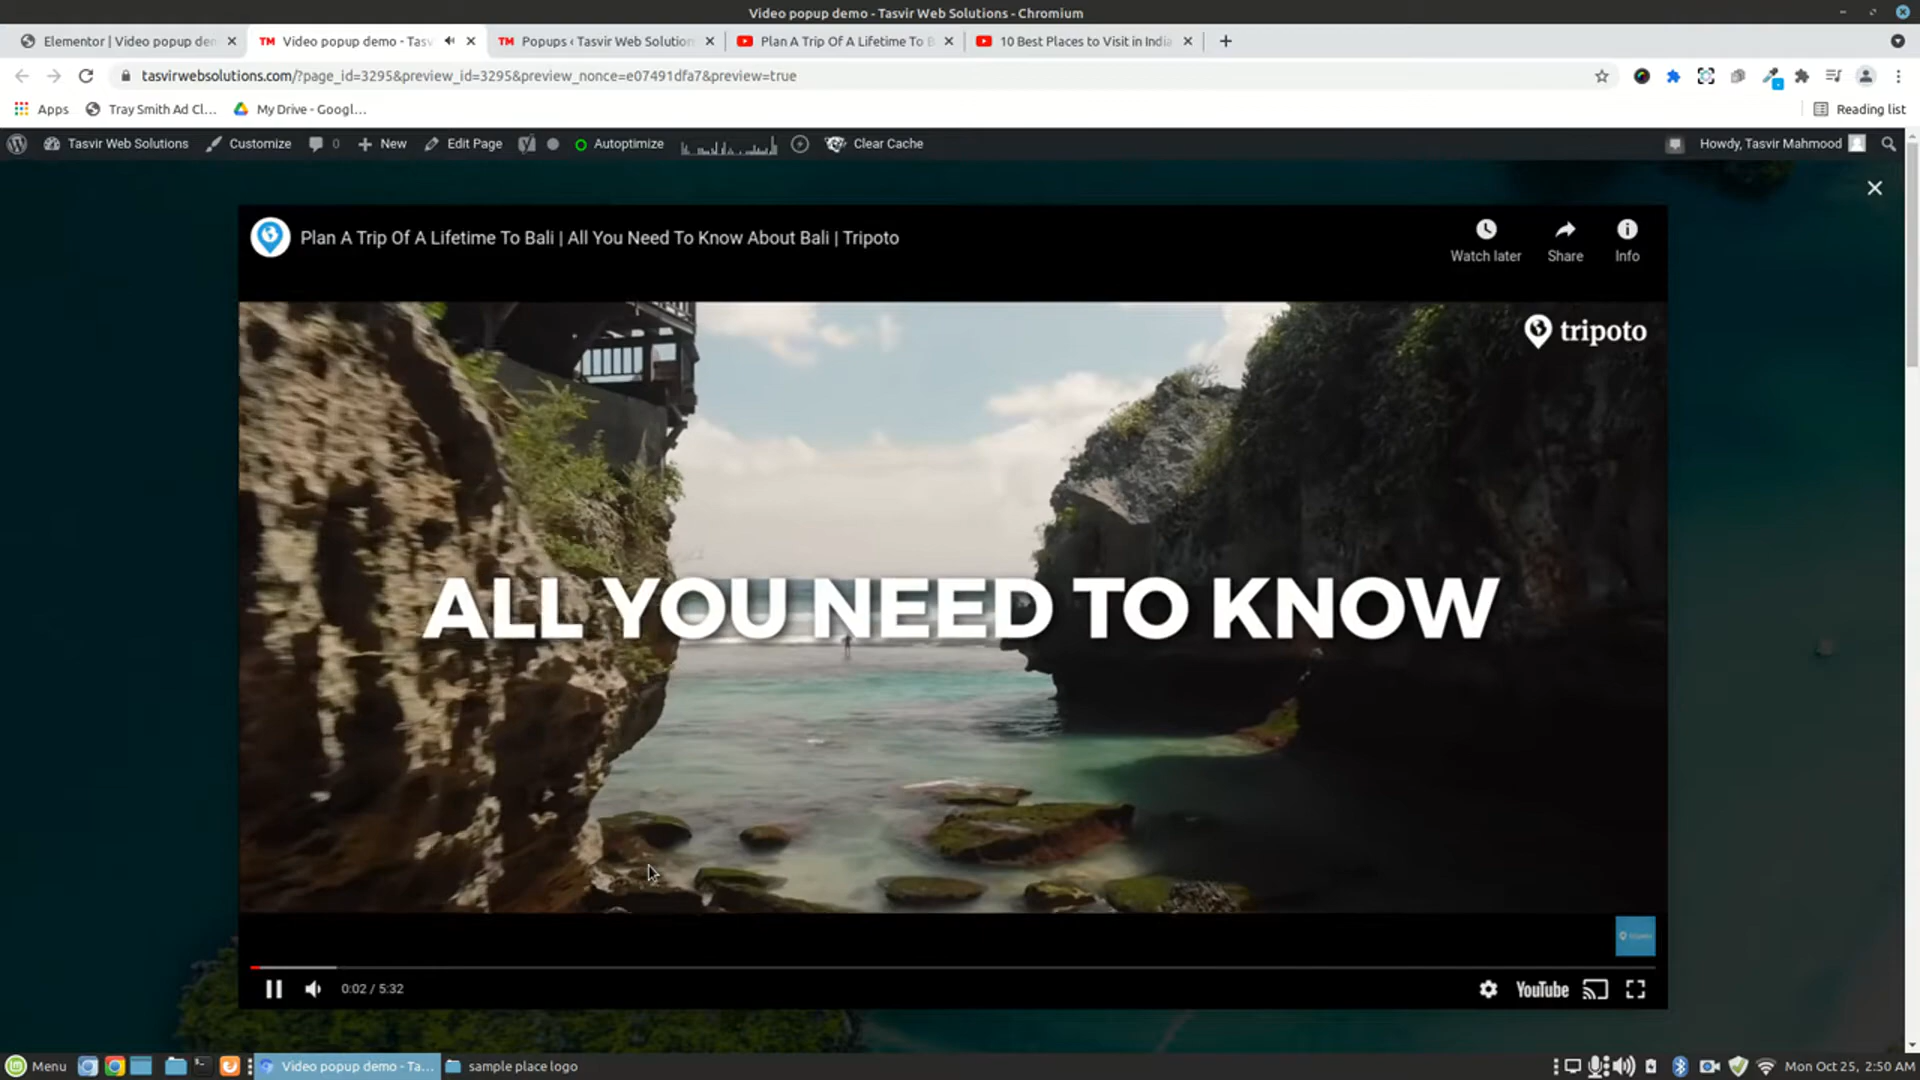 Video popup demo - Tasvir Web Solutions - Chromium
Elementor | Video popup den
TM Video popup demo - Tasv
TM Popups ‹ Tasvir Web Solution
Plan A Trip Of A Lifetime To B
10 Best Places to Visit in India
tasvirwebsolutions.com/?page_id=3295&preview_id=3295&preview_nonce=e07491dfa7&preview=true
Apps
Tray Smith Ad Cl...
My Drive - Googl...
Reading list
Tasvir Web Solutions
Customize
0
New
Edit Page
Autoptimize
Clear Cache
Howdy, Tasvir Mahmood
Plan A Trip Of A Lifetime To Bali | All You Need To Know About Bali | Tripoto
Watch later
Share
Info
tripoto
ALL YOU NEED TO KNOW
tripoto
0:02 / 5:32
YouTube
Menu
Video popup demo - Ta...
sample place logo
Mon Oct 25, 2:50 AM